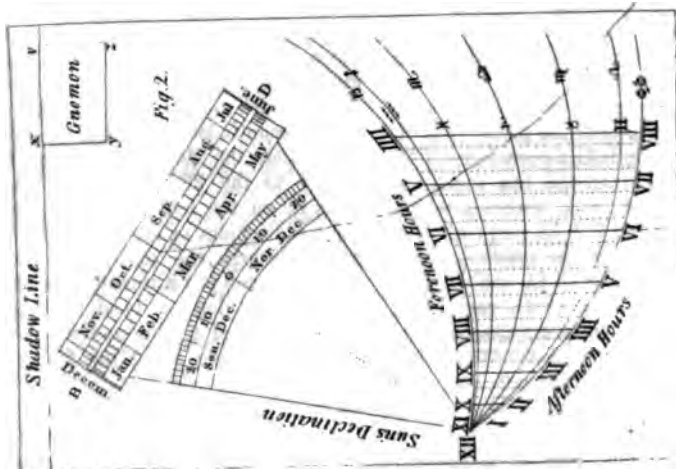 Shadow Line
Gnomon
v
z
x
y
Fig. 2.
D
B
Decem.
Nov.
Oct.
Sep.
Aug
Jul
June.
Jan.
Feb
Mar
Apr.
May
20
10
0
10
20
Sou. Dec.
Nor Dec
Suns Declination
Forenoon Hours
IIII
V
VI
VII
VIII
IX
X
XI
XII
Afternoon Hours
I
II
III
IIII
V
VI
VII
VIII